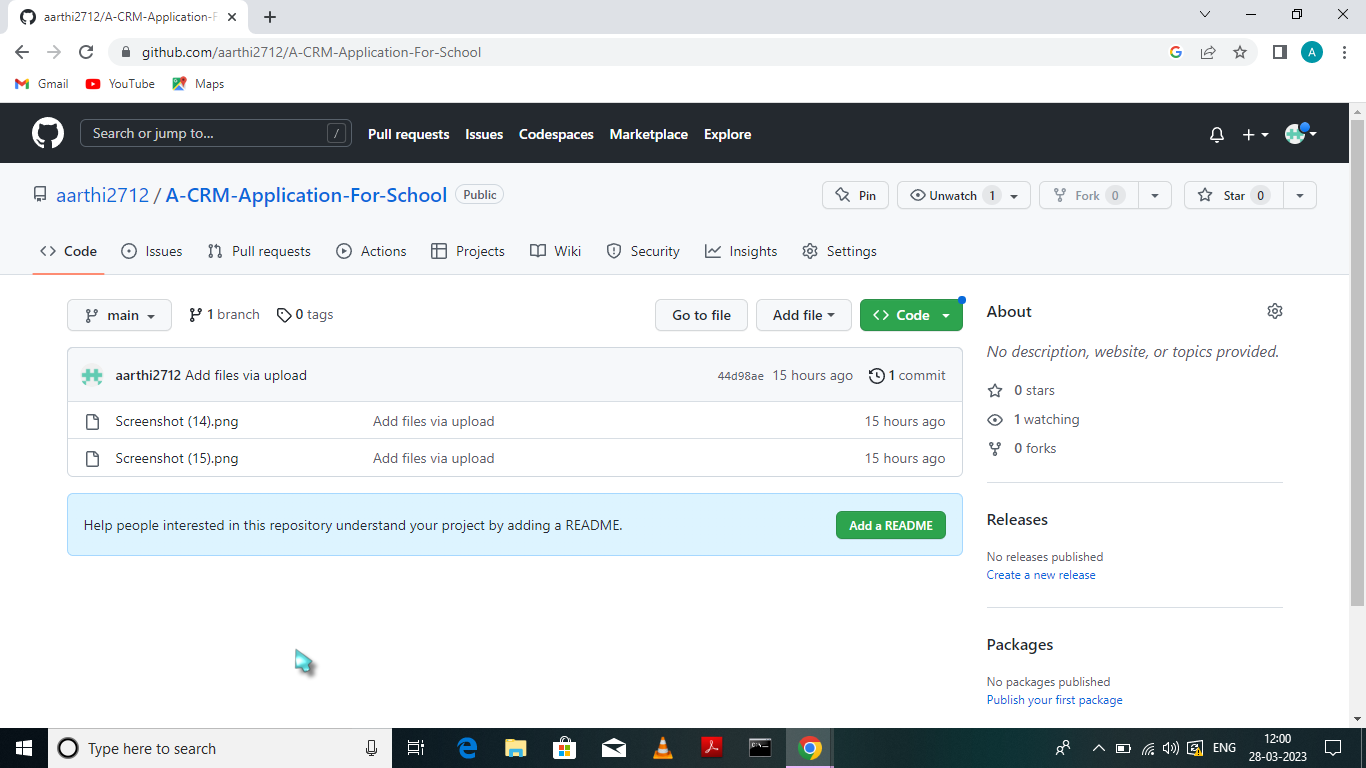 aarthi2712/A-CRM-Application-F
github.com/aarthi2712/A-CRM-Application-For-School
A
Gmail YouTube Maps
Search or jump to... / Pull requests Issues Codespaces Marketplace Explore
aarthi2712 / A-CRM-Application-For-School Public Pin Unwatch 1 Fork 0 Star 0
Code Issues Pull requests Actions Projects Wiki Security Insights Settings
main 1 branch 0 tags Go to file Add file Code
About
No description, website, or topics provided.
aarthi2712 Add files via upload 44d98ae 15 hours ago 1 commit
0 stars
Screenshot (14).png Add files via upload 15 hours ago
1 watching
Screenshot (15).png Add files via upload 15 hours ago
0 forks
Help people interested in this repository understand your project by adding a README. Add a README
Releases
No releases published
Create a new release
Packages
No packages published
Publish your first package
Type here to search
ENG
12:00
28-03-2023